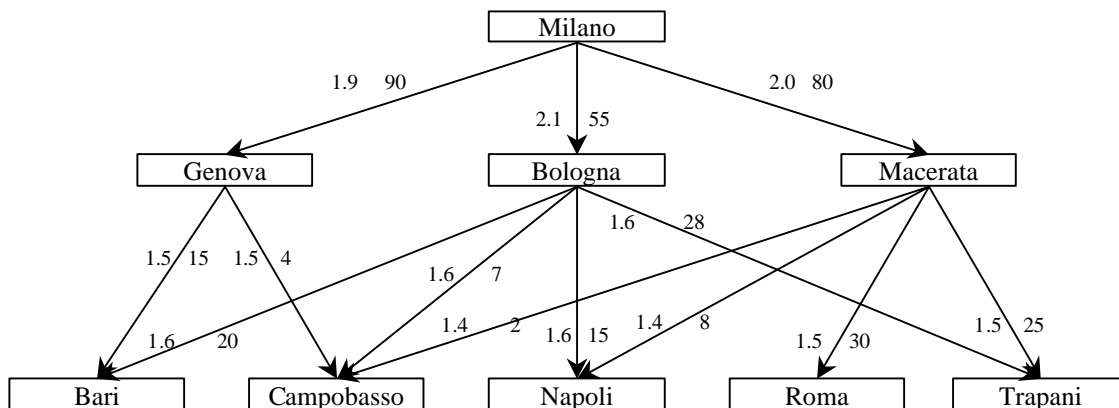 Milano
1.9 90
2.0 80
2.1 55
Genova
Bologna
Macerata
1.6 28
1.5 15
1.5 4
1.6 7
1.4 2
1.4 8
1.5 25
1.6 20
1.6 15
1.5 30
Bari
Campobasso
Napoli
Roma
Trapani